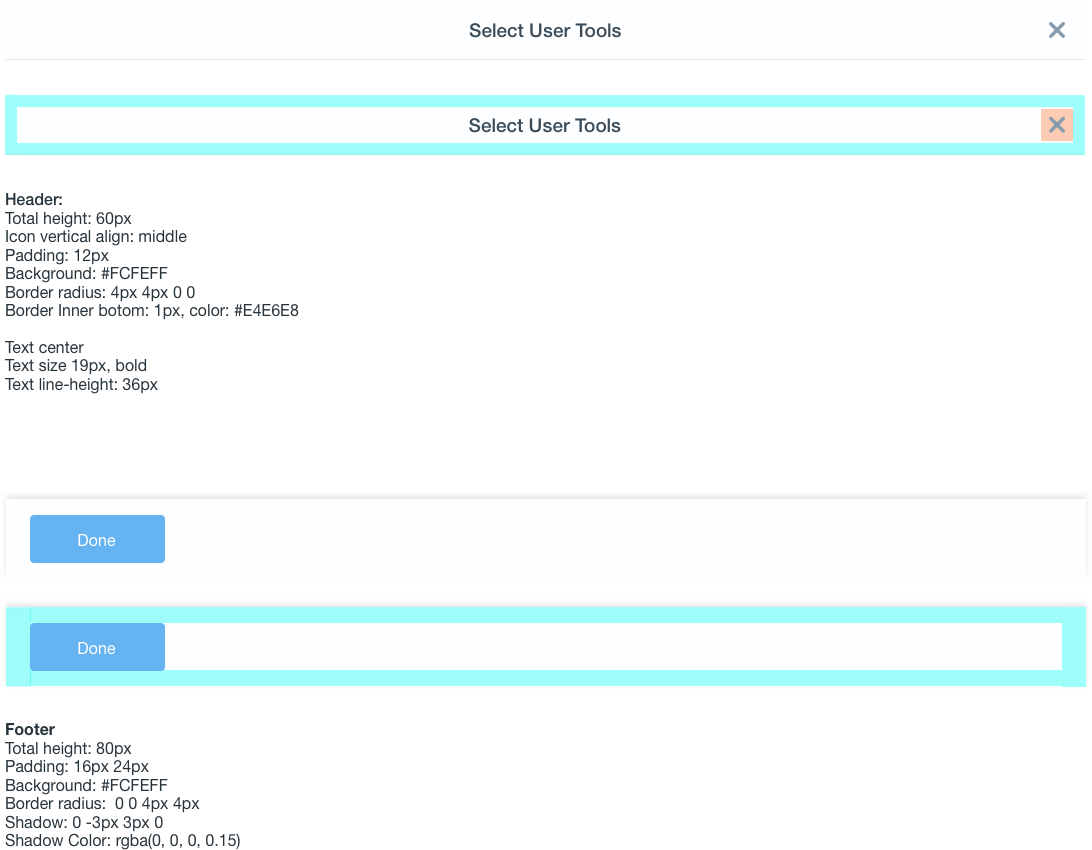 Select User Tools
Select User Tools
Header:
Total height: 60px
Icon vertical align: middle
Padding: 12px
Background: #FCFEFF
Border radius: 4px 4px 0 0
Border Inner botom: 1px, color: #E4E6E8
Text center
Text size 19px, bold
Text line-height: 36px
Done
Done
Footer
Total height: 80px
Padding: 16px 24px
Background: #FCFEFF
Border radius:  0 0 4px 4px
Shadow: 0 -3px 3px 0
Shadow Color: rgba(0, 0, 0, 0.15)